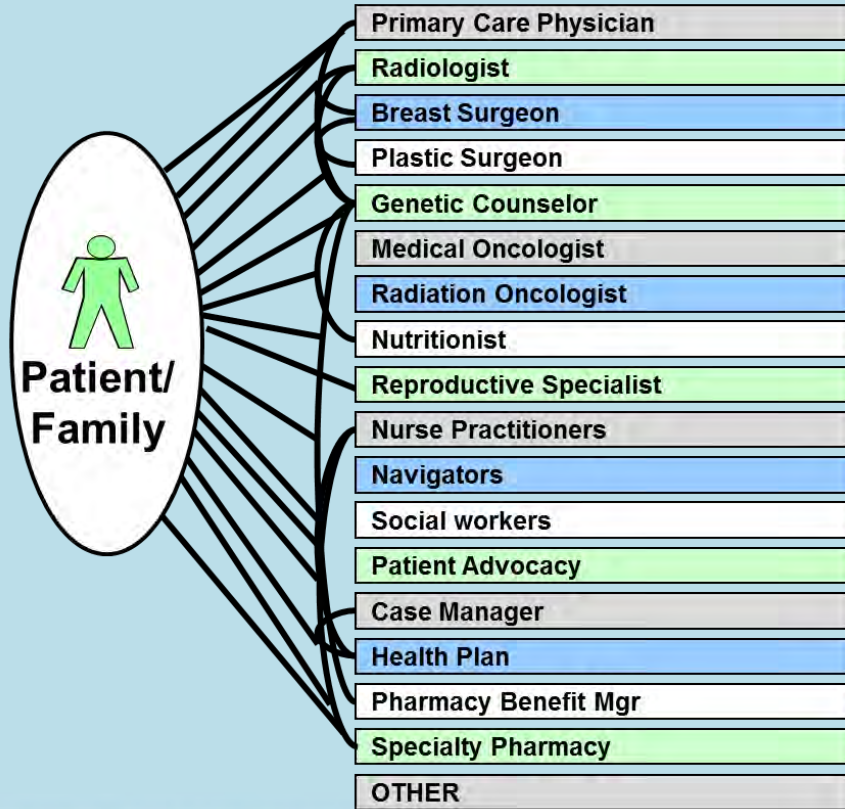 Primary Care Physician
Radiologist
Breast Surgeon
Plastic Surgeon
Genetic Counselor
Medical Oncologist
Radiation Oncologist
Nutritionist
Reproductive Specialist
Nurse Practitioners
Navigators
Social workers
Patient Advocacy
Case Manager
Health Plan
Pharmacy Benefit Mgr
Specialty Pharmacy
OTHER
Patient/
Family